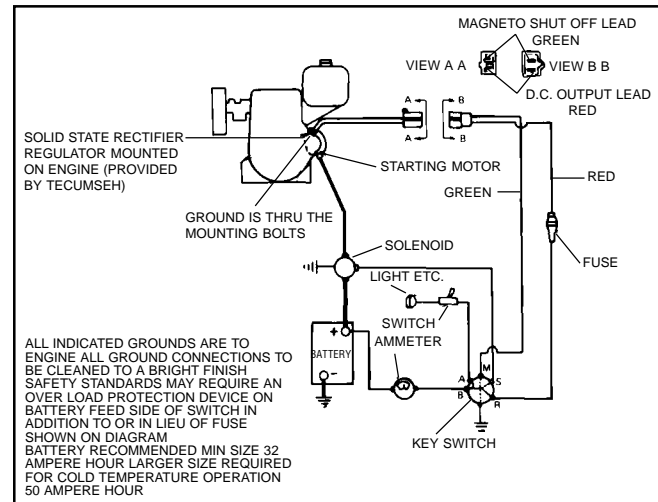 MAGNETO SHUT OFF LEAD
GREEN
VIEW A A
VIEW B B
D.C. OUTPUT LEAD
RED
A
B
A
B
SOLID STATE RECTIFIER
REGULATOR MOUNTED
ON ENGINE (PROVIDED
BY TECUMSEH)
STARTING MOTOR
GREEN
RED
GROUND IS THRU THE
MOUNTING BOLTS
SOLENOID
FUSE
LIGHT ETC.
SWITCH
AMMETER
+
BATTERY
-
M
A
S
B
R
KEY SWITCH
ALL INDICATED GROUNDS ARE TO
ENGINE ALL GROUND CONNECTIONS TO
BE CLEANED TO A BRIGHT FINISH
SAFETY STANDARDS MAY REQUIRE AN
OVER LOAD PROTECTION DEVICE ON
BATTERY FEED SIDE OF SWITCH IN
ADDITION TO OR IN LIEU OF FUSE
SHOWN ON DIAGRAM
BATTERY RECOMMENDED MIN SIZE 32
AMPERE HOUR LARGER SIZE REQUIRED
FOR COLD TEMPERATURE OPERATION
50 AMPERE HOUR